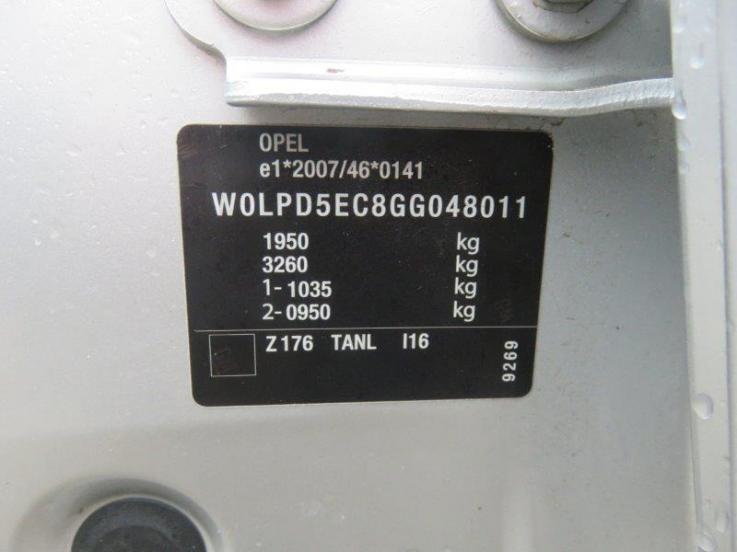 OPEL
e1*2007/46*0141
W0LPD5EC8GG048011
1950 kg
3260 kg
1-1035 kg
2-0950 kg
Z176 TANL I16
9269